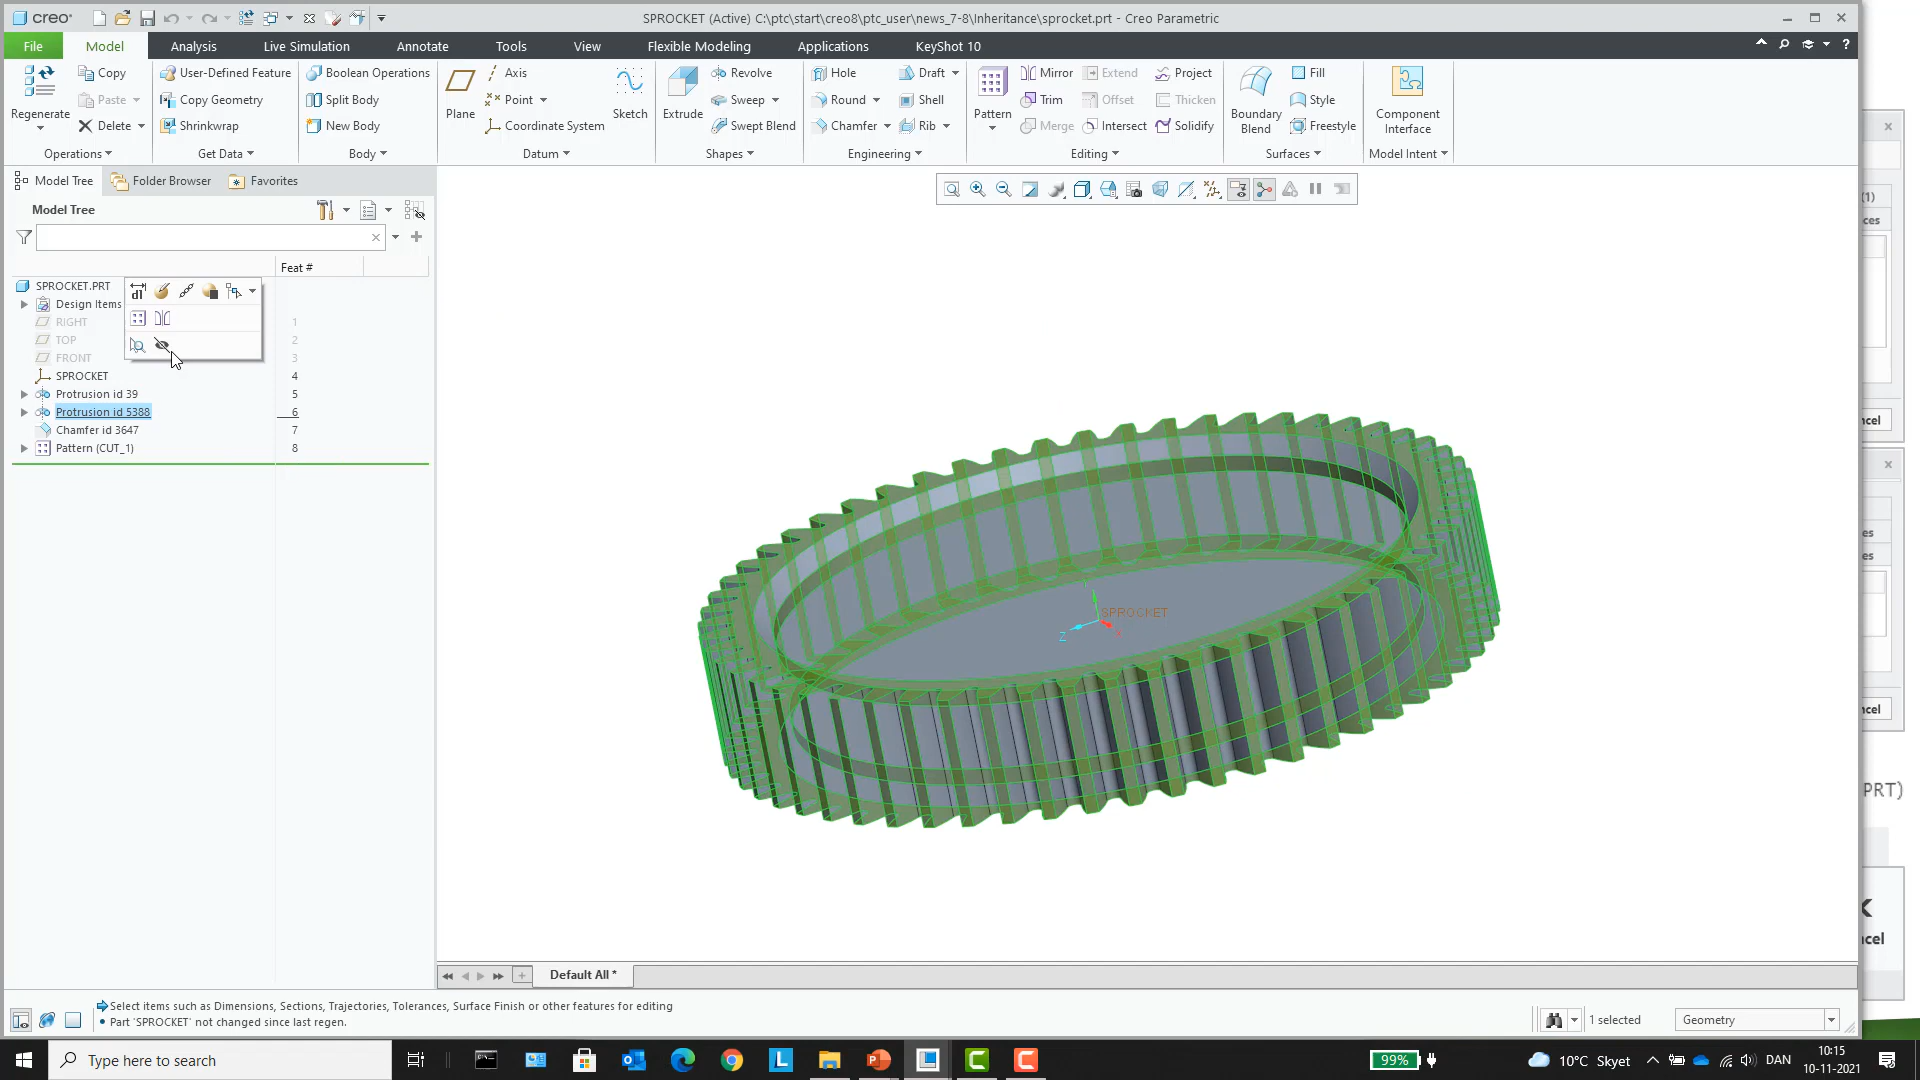 creo
SPROCKET (Active) C:\ptc\start\creo8\ptc_user\news_7-8\Inheritance\sprocket.prt - Creo Parametric
File Model Analysis Live Simulation Annotate Tools View Flexible Modeling Applications KeyShot 10
Regenerate
Copy
Paste
Delete
Operations
User-Defined Feature
Copy Geometry
Shrinkwrap
Get Data
Boolean Operations
Split Body
New Body
Body
Plane
Axis
Point
Coordinate System
Sketch
Datum
Extrude
Revolve
Sweep
Swept Blend
Shapes
Hole
Round
Chamfer
Draft
Shell
Rib
Engineering
Pattern
Mirror
Trim
Merge
Extend
Offset
Intersect
Project
Thicken
Solidify
Editing
Boundary
Blend
Fill
Style
Freestyle
Surfaces
Component
Interface
Model Intent
Model Tree Folder Browser Favorites
Model Tree
Feat #
SPROCKET.PRT
Design Items
RIGHT 1
TOP 2
FRONT 3
SPROCKET 4
Protrusion id 39 5
Protrusion id 5388 6
Chamfer id 3647 7
Pattern (CUT_1) 8
SPROCKET
Z
(1)
ces
ncel
es
es
ncel
PRT)
ncel
Default All *
Select items such as Dimensions, Sections, Trajectories, Tolerances, Surface Finish or other features for editing
• Part 'SPROCKET' not changed since last regen.
1 selected
Geometry
Type here to search
99%
10°C Skyet
DAN
10:15
10-11-2021